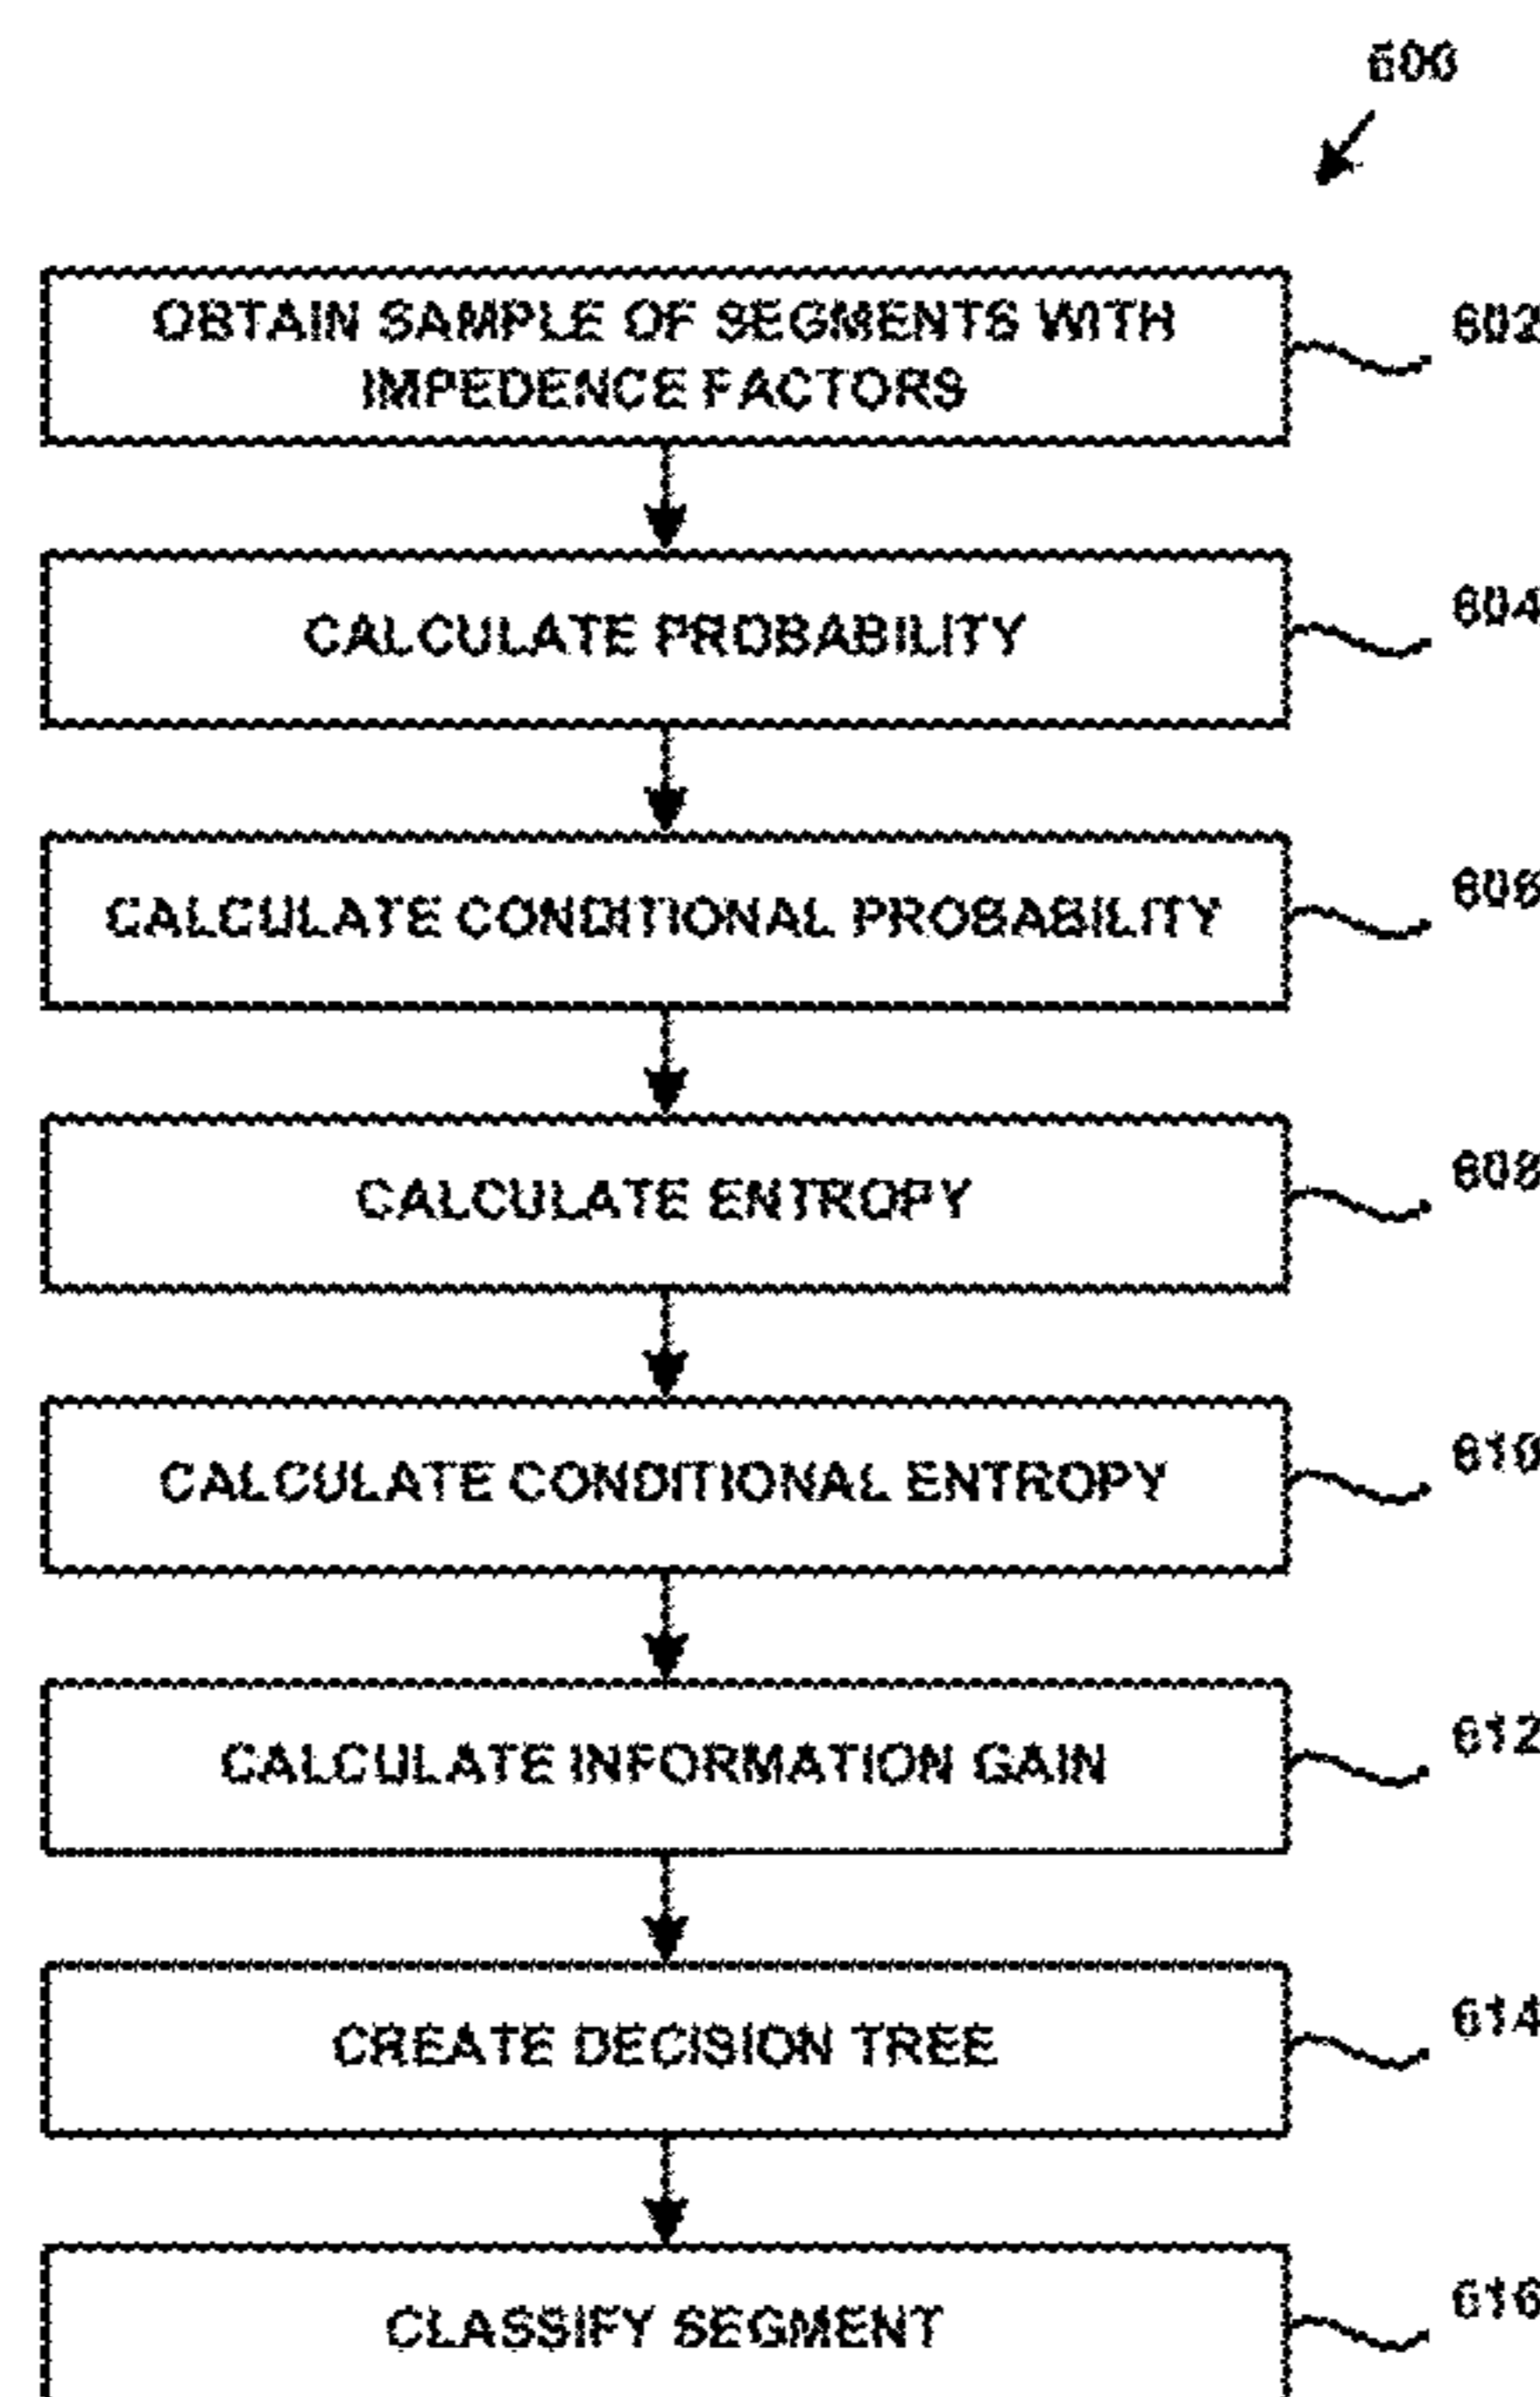 600
OBTAIN SAMPLE OF SEGMENTS WITH
IMPEDENCE FACTORS
602
CALCULATE PROBABILITY
604
CALCULATE CONDITIONAL PROBABILITY
606
CALCULATE ENTROPY
608
CALCULATE CONDITIONAL ENTROPY
610
CALCULATE INFORMATION GAIN
612
CREATE DECISION TREE
614
CLASSIFY SEGMENT
616